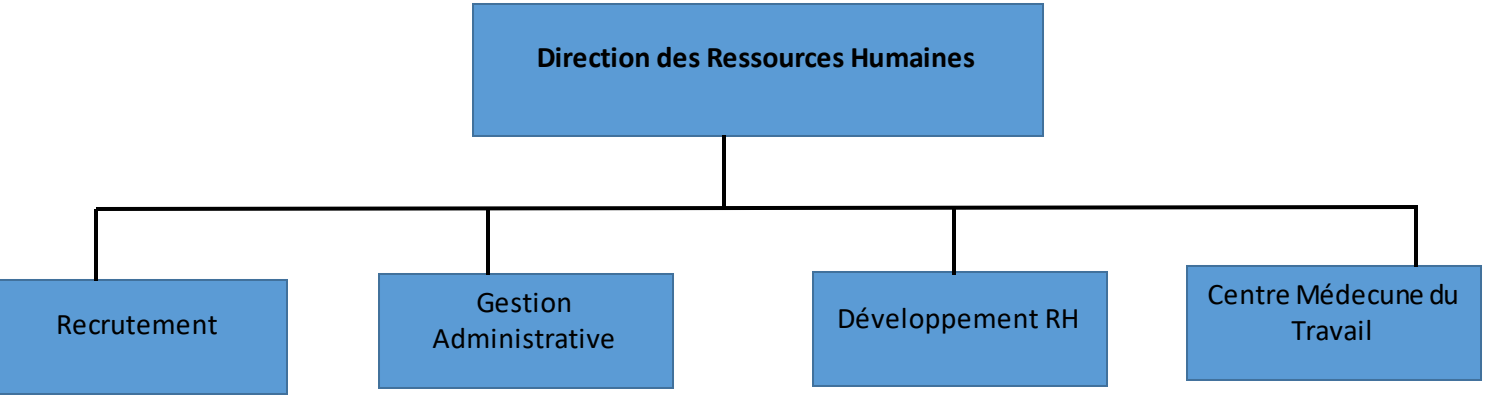 Direction des Ressources Humaines
Recrutement
Gestion
Administrative
Développement RH
Centre Médecune du
Travail